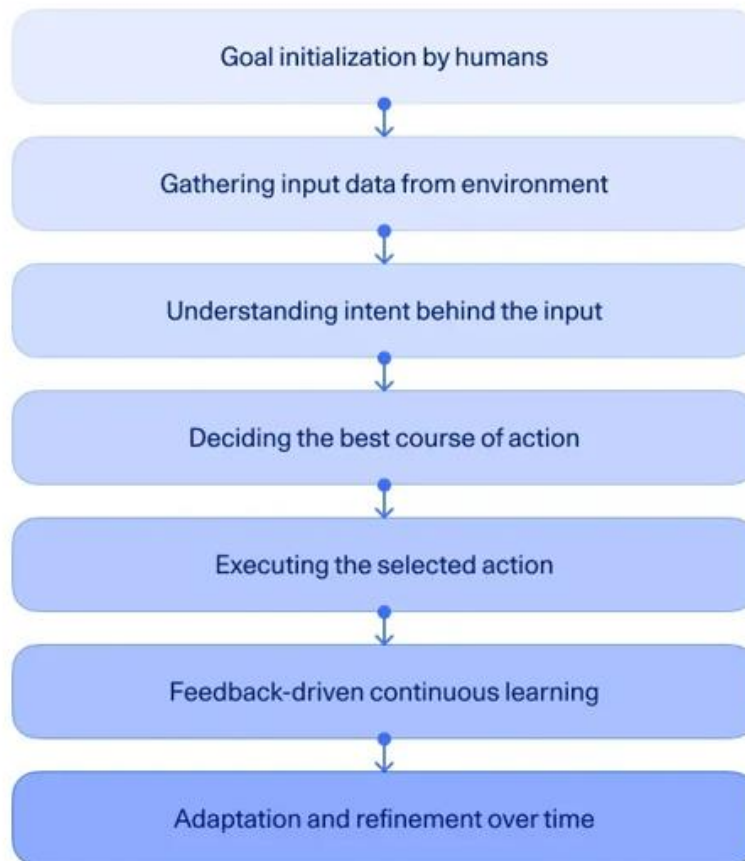 Goal initialization by humans
Gathering input data from environment
Understanding intent behind the input
Deciding the best course of action
Executing the selected action
Feedback-driven continuous learning
Adaptation and refinement over time